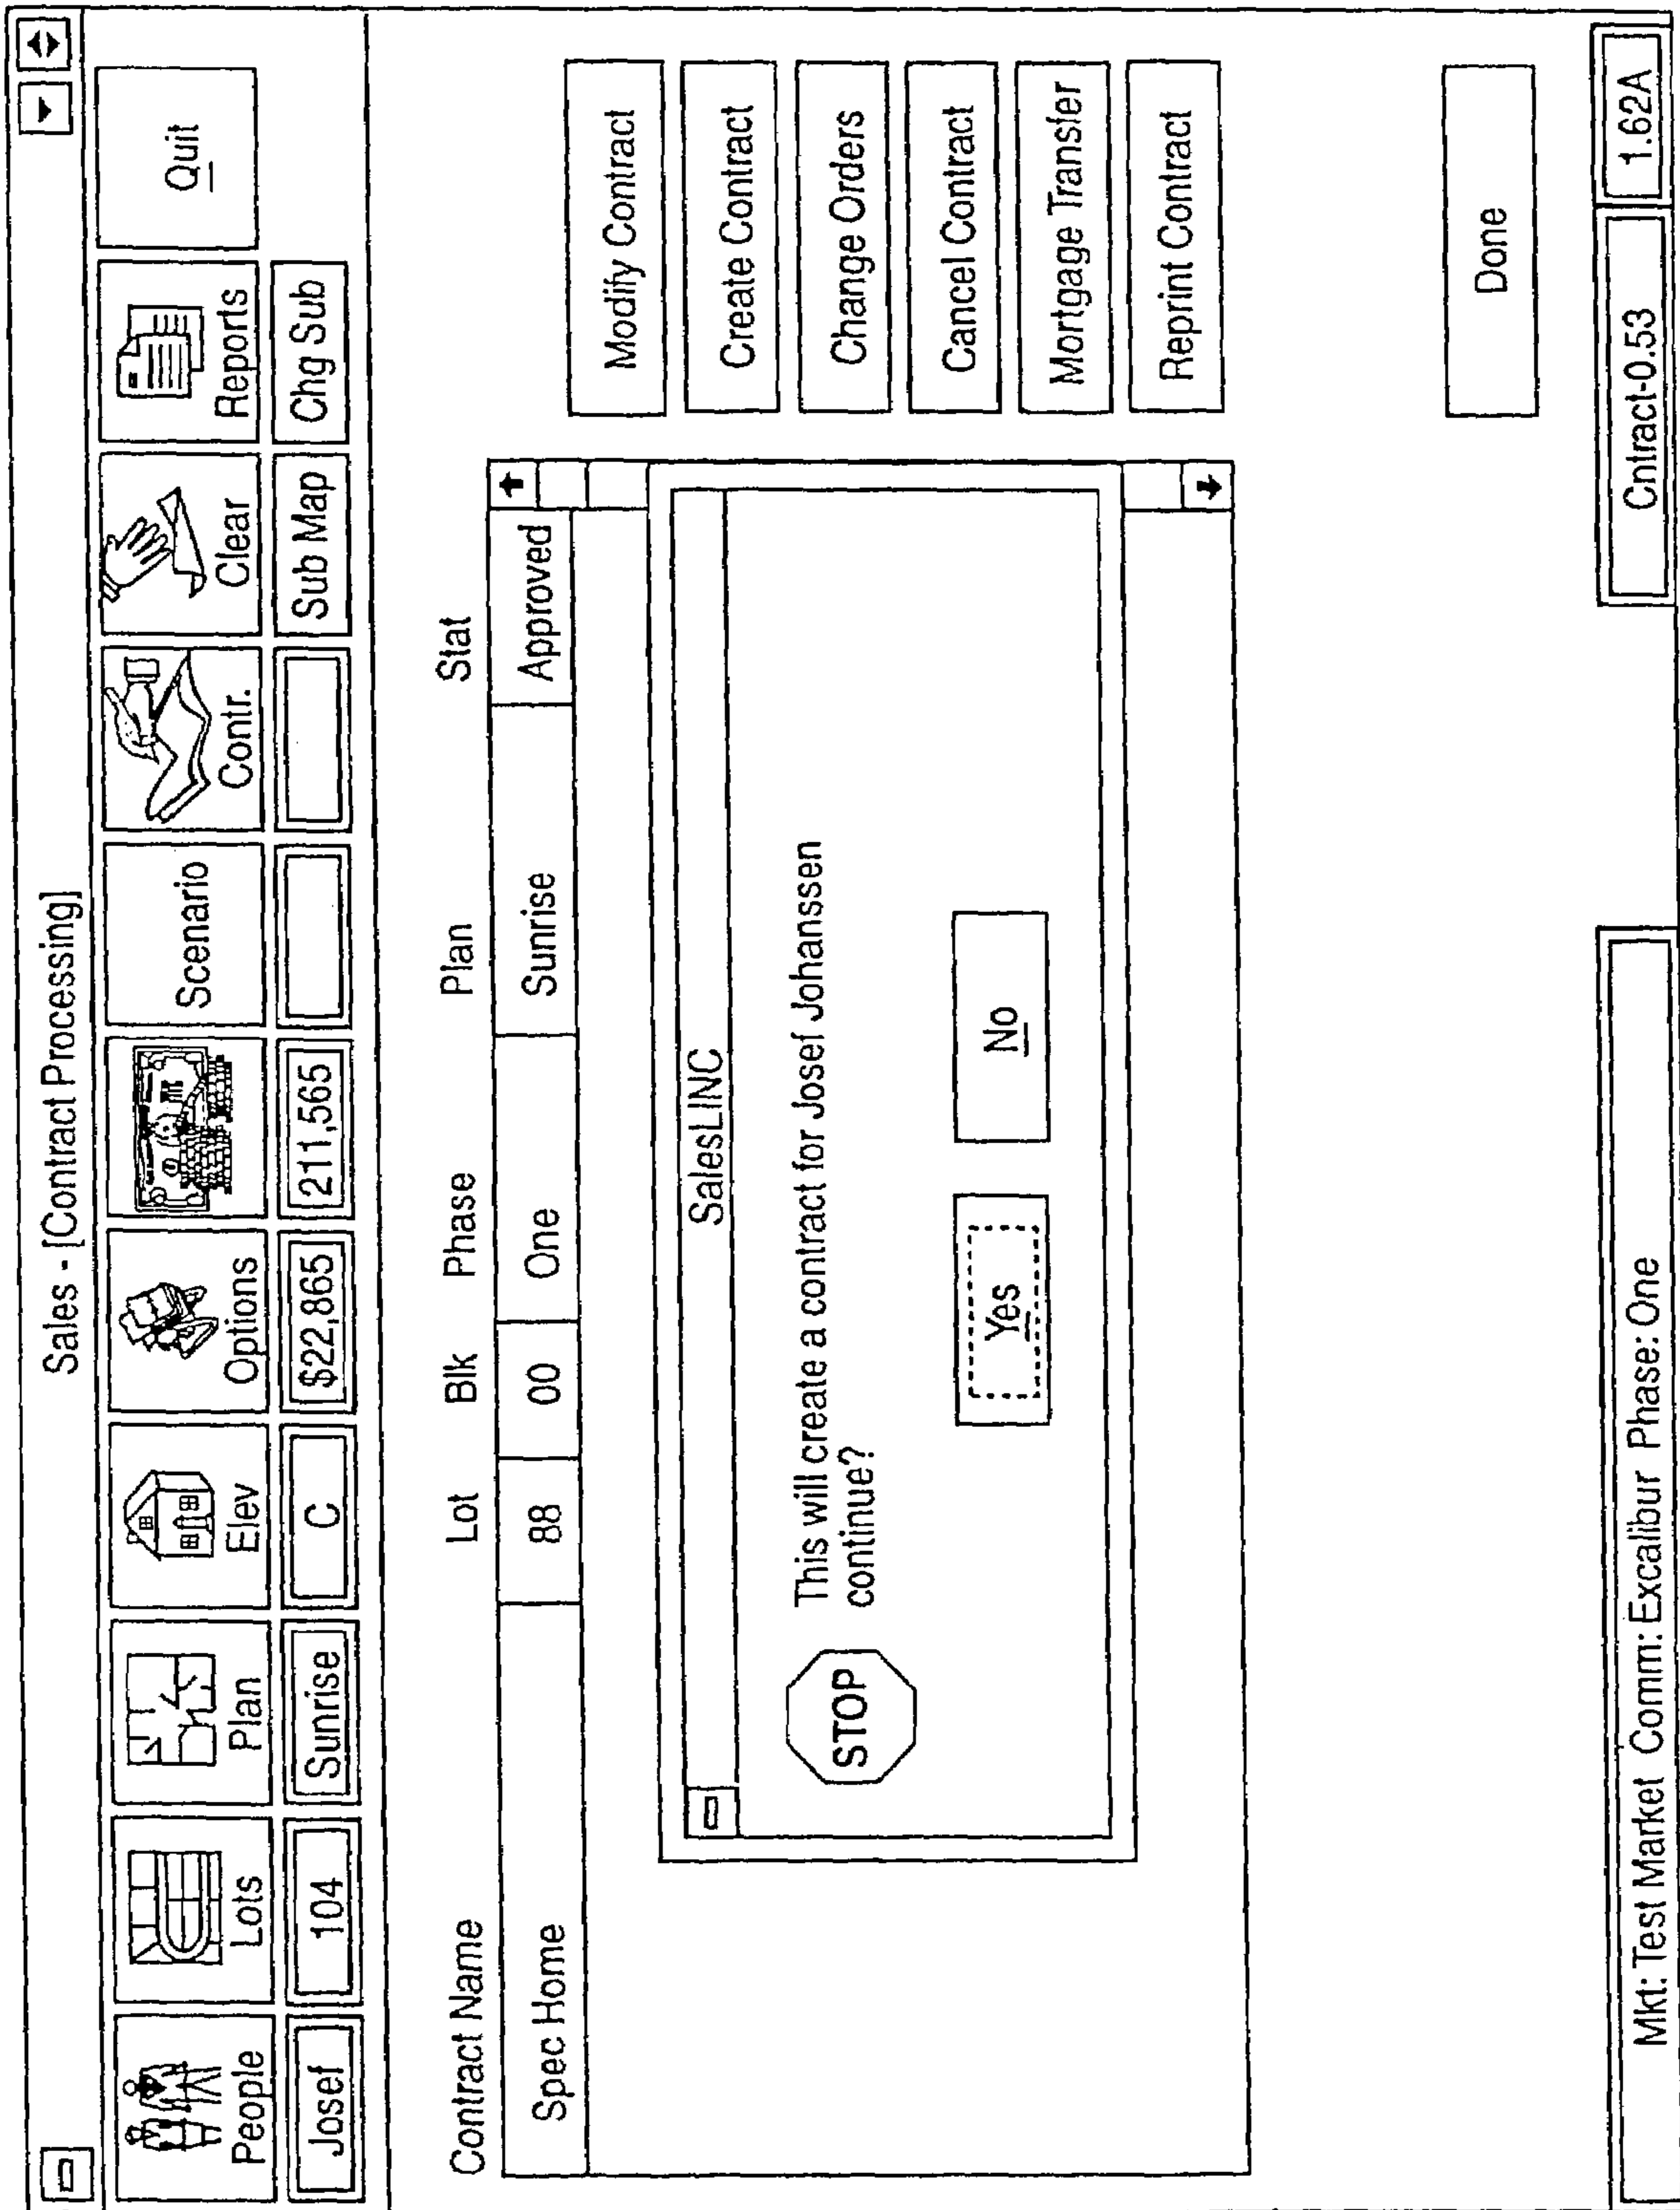 Sales - [Contract Processing]
People
Lots
Plan
Elev
Options
Scenario
Contr.
Clear
Reports
Quit
Josef
104
Sunrise
C
$22,865
211,565
Sub Map
Chg Sub
Contract Name
Lot
Blk
Phase
Plan
Stat
Spec Home
88
00
One
Sunrise
Approved
Modify Contract
Create Contract
Change Orders
Cancel Contract
Mortgage Transfer
Reprint Contract
SalesLINC
STOP
This will create a contract for Josef Johanssen
continue?
Yes
No
Done
Mkt: Test Market Comm: Excalibur Phase: One
Cntract-0.53
1.62A